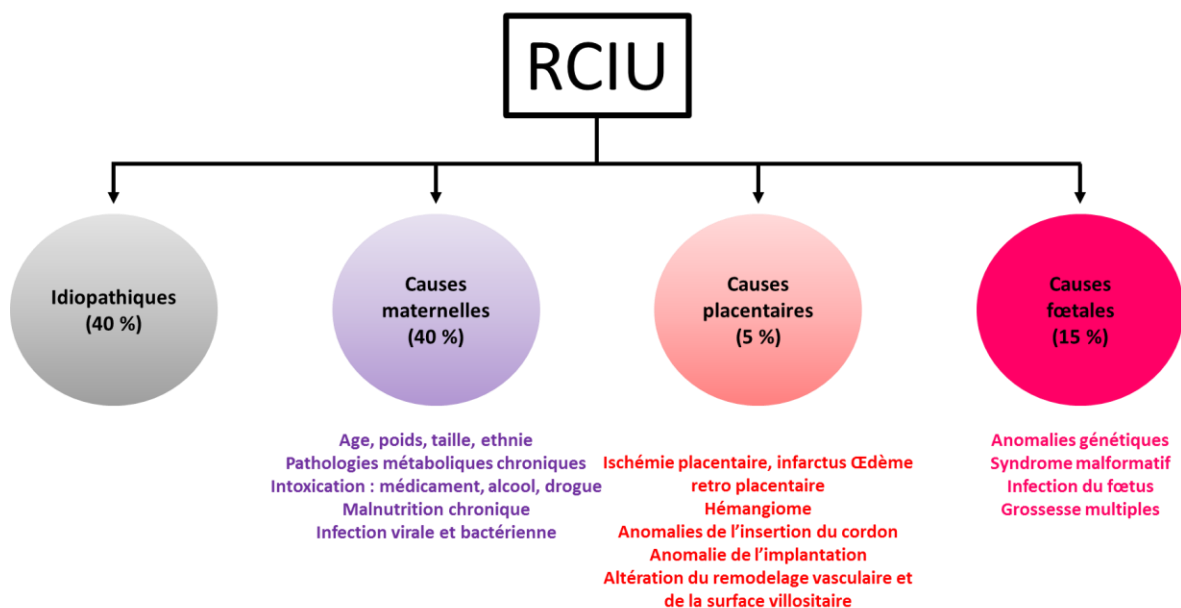 RCIU
Idiopathiques
(40 %)
Causes
maternelles
(40 %)
Causes
placentaires
(5 %)
Causes
fœtales
(15 %)
Age, poids, taille, ethnie
Pathologies métaboliques chroniques
Intoxication : médicament, alcool, drogue
Malnutrition chronique
Infection virale et bactérienne
Ischémie placentaire, infarctus Œdème
retro placentaire
Hémangiome
Anomalies de l’insertion du cordon
Anomalie de l’implantation
Altération du remodelage vasculaire et
de la surface villositaire
Anomalies génétiques
Syndrome malformatif
Infection du fœtus
Grossesse multiples